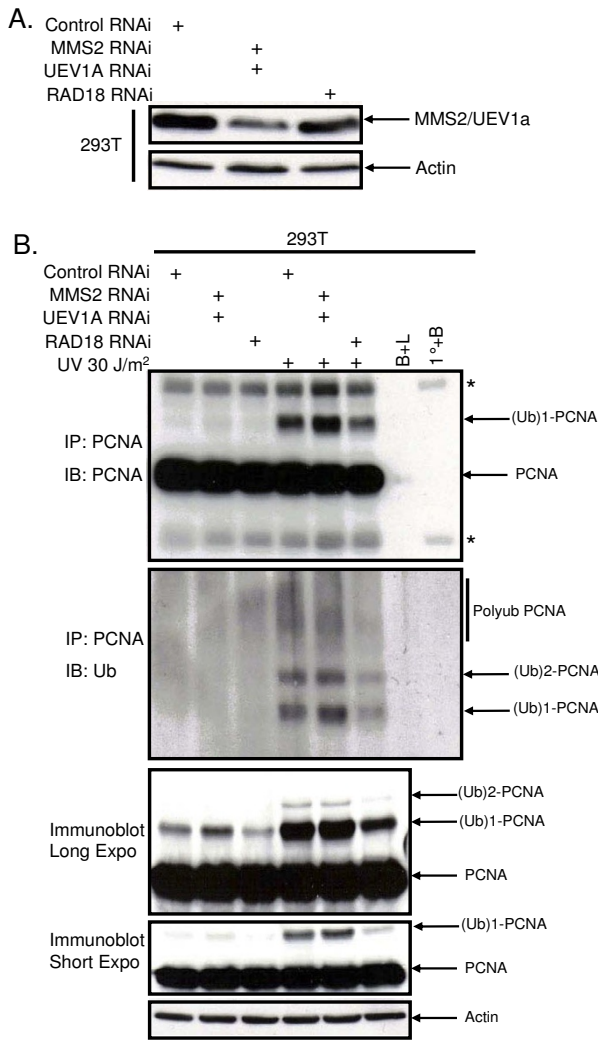 A.
Control RNAi +
MMS2 RNAi +
UEV1A RNAi +
RAD18 RNAi +
293T
MMS2/UEV1a
Actin
B.
293T
Control RNAi + +
MMS2 RNAi + +
UEV1A RNAi + +
RAD18 RNAi + +
UV 30 J/m² + + +
B+L
1°+B
*
(Ub)1-PCNA
IP: PCNA
IB: PCNA
PCNA
*
Polyub PCNA
IP: PCNA
IB: Ub
(Ub)2-PCNA
(Ub)1-PCNA
(Ub)2-PCNA
Immunoblot
Long Expo
(Ub)1-PCNA
PCNA
Immunoblot
Short Expo
(Ub)1-PCNA
PCNA
Actin